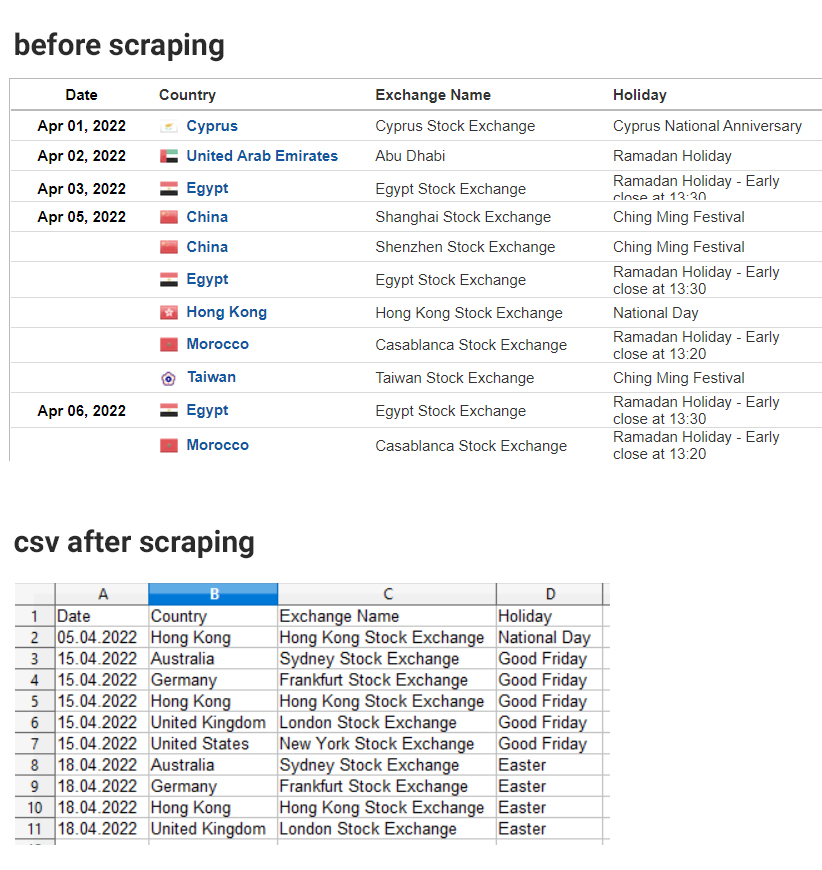 before scraping
Date Country Exchange Name Holiday
Apr 01, 2022 Cyprus Cyprus Stock Exchange Cyprus National Anniversary
Apr 02, 2022 United Arab Emirates Abu Dhabi Ramadan Holiday
Apr 03, 2022 Egypt Egypt Stock Exchange Ramadan Holiday - Early
close at 13:30
Apr 05, 2022 China Shanghai Stock Exchange Ching Ming Festival
China Shenzhen Stock Exchange Ching Ming Festival
Egypt Egypt Stock Exchange Ramadan Holiday - Early
close at 13:30
Hong Kong Hong Kong Stock Exchange National Day
Morocco Casablanca Stock Exchange Ramadan Holiday - Early
close at 13:20
Taiwan Taiwan Stock Exchange Ching Ming Festival
Apr 06, 2022 Egypt Egypt Stock Exchange Ramadan Holiday - Early
close at 13:30
Morocco Casablanca Stock Exchange Ramadan Holiday - Early
close at 13:20
csv after scraping
A B C D
1 Date Country Exchange Name Holiday
2 05.04.2022 Hong Kong Hong Kong Stock Exchange National Day
3 15.04.2022 Australia Sydney Stock Exchange Good Friday
4 15.04.2022 Germany Frankfurt Stock Exchange Good Friday
5 15.04.2022 Hong Kong Hong Kong Stock Exchange Good Friday
6 15.04.2022 United Kingdom London Stock Exchange Good Friday
7 15.04.2022 United States New York Stock Exchange Good Friday
8 18.04.2022 Australia Sydney Stock Exchange Easter
9 18.04.2022 Germany Frankfurt Stock Exchange Easter
10 18.04.2022 Hong Kong Hong Kong Stock Exchange Easter
11 18.04.2022 United Kingdom London Stock Exchange Easter